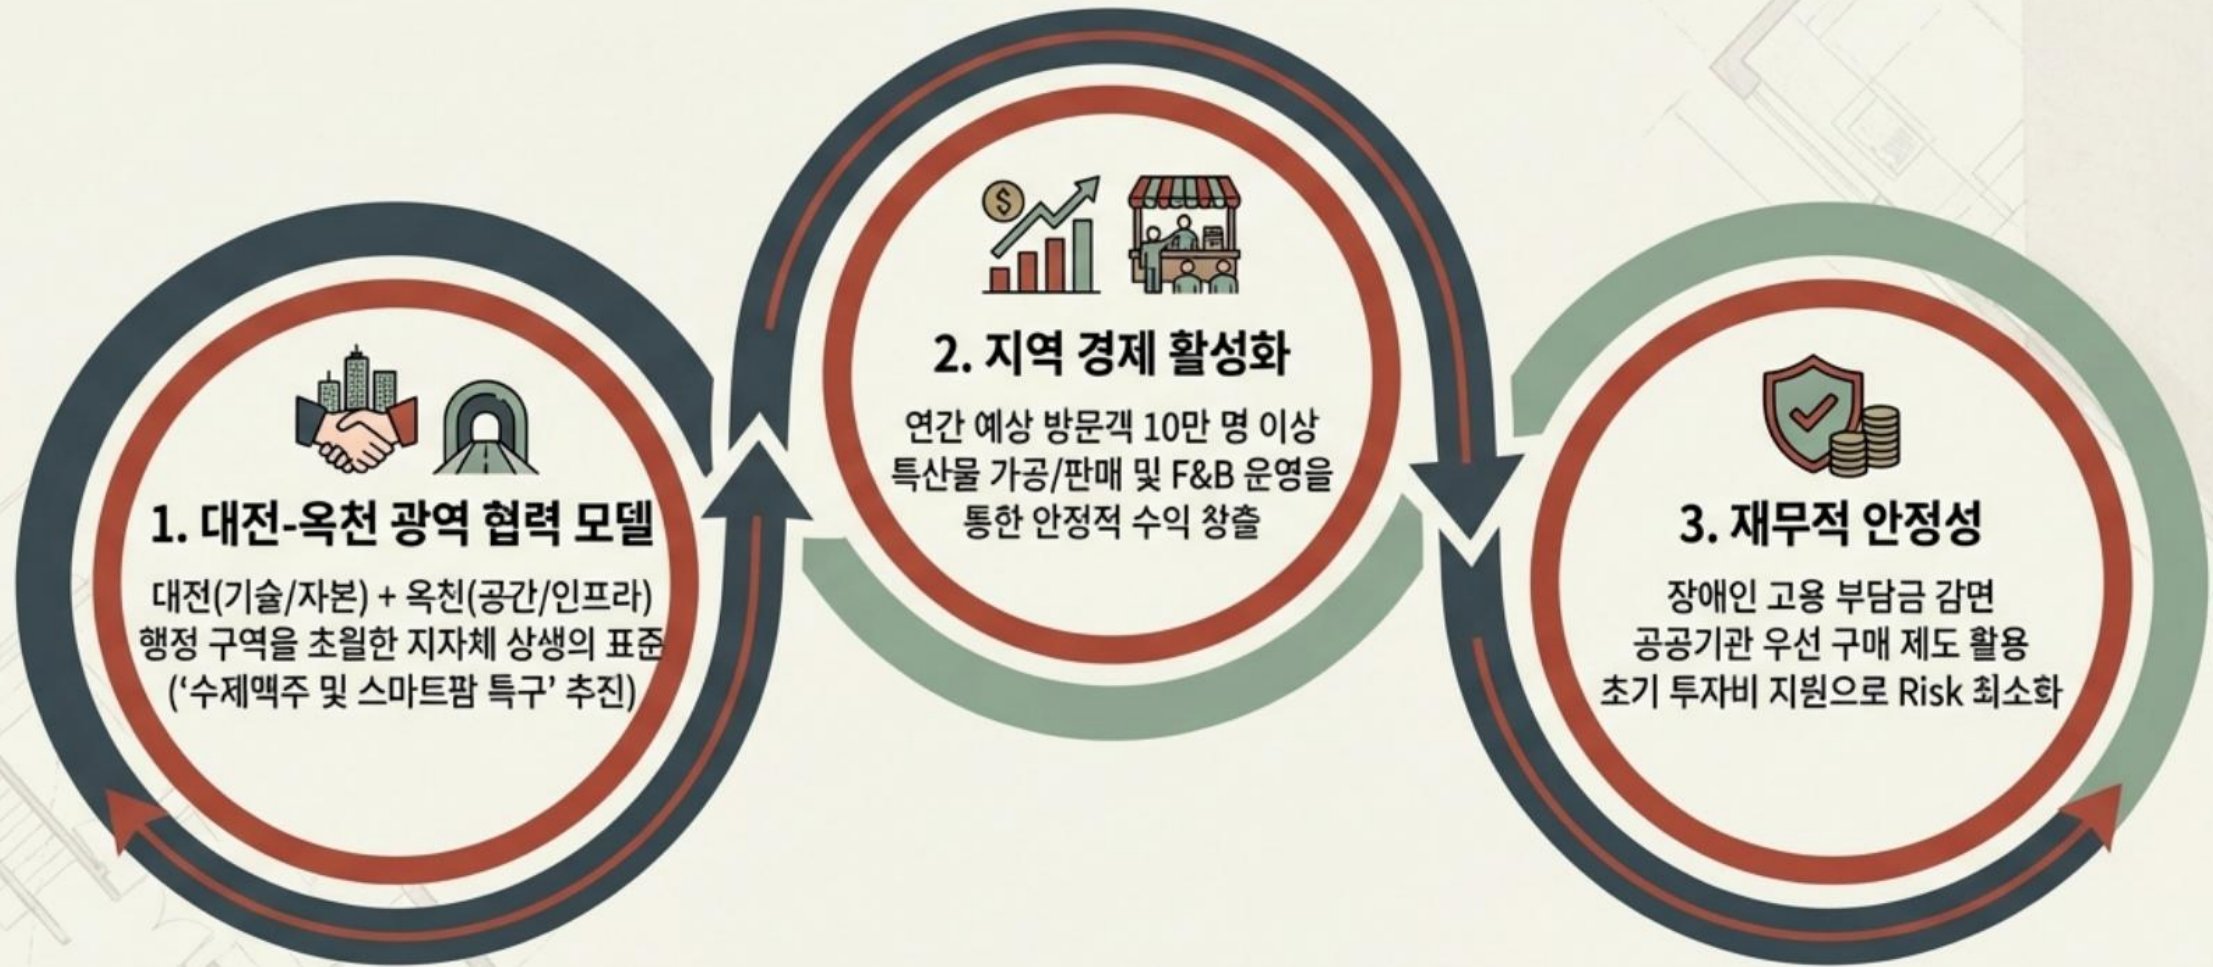 1. 대전-옥천 광역 협력 모델
대전(기술/자본) + 옥천(공간/인프라)
행정 구역을 초월한 지자체 상생의 표준
(‘수제맥주 및 스마트팜 특구’ 추진)
2. 지역 경제 활성화
연간 예상 방문객 10만 명 이상
특산물 가공/판매 및 F&B 운영을
통한 안정적 수익 창출
3. 재무적 안정성
장애인 고용 부담금 감면
공공기관 우선 구매 제도 활용
초기 투자비 지원으로 Risk 최소화